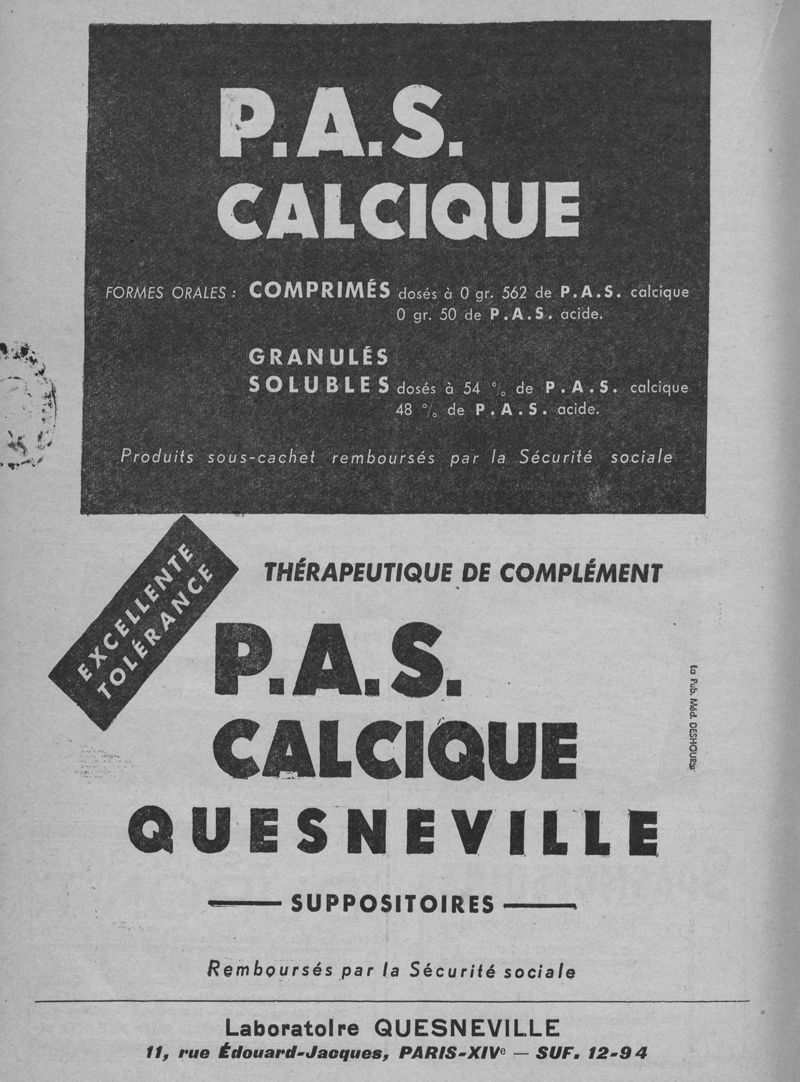 P.A.S.
CALCIQUE
FORMES ORALES : COMPRIMÉS dosés à 0 gr. 562 de P.A.S. calcique
0 gr. 50 de P.A.S. acide.
GRANULÉS
SOLUBLES dosés à 54 % de P.A.S. calcique
48 % de P.A.S. acide.
Produits sous-cachet remboursés par la Sécurité sociale
EXCELLENTE
TOLÉRANCE
THÉRAPEUTIQUE DE COMPLÉMENT
P.A.S.
CALCIQUE
QUESNEVILLE
SUPPOSITOIRES
Remboursés par la Sécurité sociale
La Pub. Méd.
Laboratoire QUESNEVILLE
11, rue Édouard-Jacques, PARIS-XIVe — SUF. 12-94